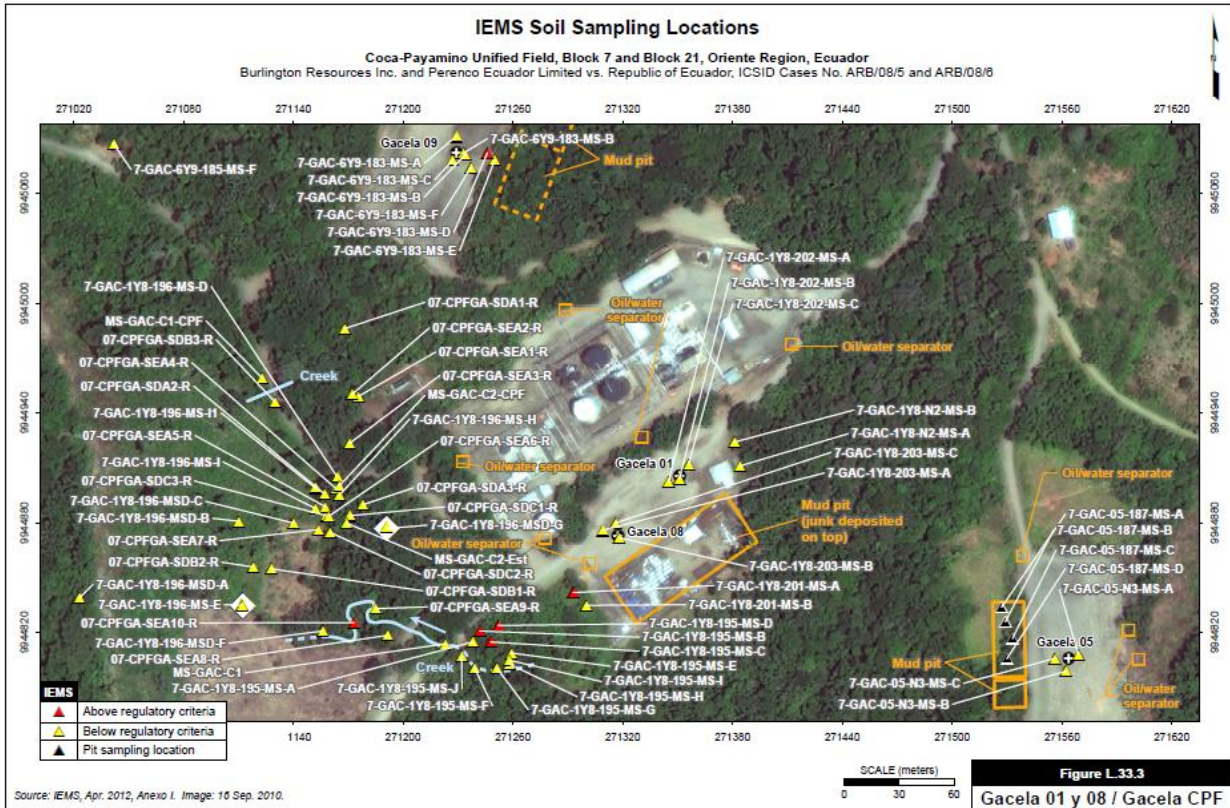 IEMS Soil Sampling Locations
Coca-Payamino Unified Field, Block 7 and Block 21, Oriente Region, Ecuador
Burlington Resources Inc. and Perenco Ecuador Limited vs. Republic of Ecuador, ICSID Cases No. ARB/08/5 and ARB/08/6
271020 271080 271140 271200 271260 271320 271380 271440 271500 271560 271620
Gacela 09
7-GAC-6Y9-183-MS-B
7-GAC-6Y9-183-MS-A
7-GAC-6Y9-185-MS-F
7-GAC-6Y9-183-MS-C
7-GAC-6Y9-183-MS-B
7-GAC-6Y9-183-MS-F
7-GAC-6Y9-183-MS-D
7-GAC-6Y9-183-MS-E
Mud pit
9945060
9945060
7-GAC-1Y8-202-MS-A
7-GAC-1Y8-202-MS-B
7-GAC-1Y8-202-MS-C
7-GAC-1Y8-196-MS-D
MS-GAC-C1-CPF
07-CPFGA-SDB3-R
07-CPFGA-SEA4-R
07-CPFGA-SDA2-R
7-GAC-1Y8-196-MS-I1
07-CPFGA-SEA5-R
7-GAC-1Y8-196-MS-I
07-CPFGA-SDC3-R
7-GAC-1Y8-196-MSD-C
7-GAC-1Y8-196-MSD-B
07-CPFGA-SEA7-R
07-CPFGA-SDB2-R
7-GAC-1Y8-196-MSD-A
7-GAC-1Y8-196-MS-E
07-CPFGA-SEA10-R
7-GAC-1Y8-196-MSD-F
07-CPFGA-SEA8-R
MS-GAC-C1
7-GAC-1Y8-195-MS-A
Creek
07-CPFGA-SDA1-R
07-CPFGA-SEA2-R
07-CPFGA-SEA1-R
07-CPFGA-SEA3-R
MS-GAC-C2-CPF
7-GAC-1Y8-196-MS-H
07-CPFGA-SEA6-R
07-CPFGA-SDA3-R
07-CPFGA-SDC1-R
7-GAC-1Y8-196-MSD-G
MS-GAC-C2-Est
07-CPFGA-SDC2-R
07-CPFGA-SDB1-R
07-CPFGA-SEA9-R
Oil/water
separator
Oil/water separator
Oil/water separator
Oil/water separator
9945000
9945000
9944940
9944940
9944880
9944880
9944820
9944820
Gacela 01
Gacela 08
7-GAC-1Y8-N2-MS-B
7-GAC-1Y8-N2-MS-A
7-GAC-1Y8-203-MS-C
7-GAC-1Y8-203-MS-A
Mud pit
(junk deposited
on top)
7-GAC-1Y8-203-MS-B
7-GAC-1Y8-201-MS-A
7-GAC-1Y8-201-MS-B
7-GAC-1Y8-195-MS-D
7-GAC-1Y8-195-MS-B
7-GAC-1Y8-195-MS-C
7-GAC-1Y8-195-MS-E
7-GAC-1Y8-195-MS-I
7-GAC-1Y8-195-MS-H
7-GAC-1Y8-195-MS-G
Creek
7-GAC-1Y8-195-MS-J
7-GAC-1Y8-195-MS-F
Oil/water
separator
7-GAC-05-187-MS-A
7-GAC-05-187-MS-B
7-GAC-05-187-MS-C
7-GAC-05-187-MS-D
7-GAC-05-N3-MS-A
Gacela 05
Mud pit
7-GAC-05-N3-MS-C
7-GAC-05-N3-MS-B
Oil/water
separator
IEMS
Above regulatory criteria
Below regulatory criteria
Pit sampling location
1140 271200 271260 271320 271380 271440 271500 271560 271620
Source: IEMS, Apr. 2012, Anexo I. Image: 16 Sep. 2010.
SCALE (meters)
0 30 60
Figure L.33.3
Gacela 01 y 08 / Gacela CPF